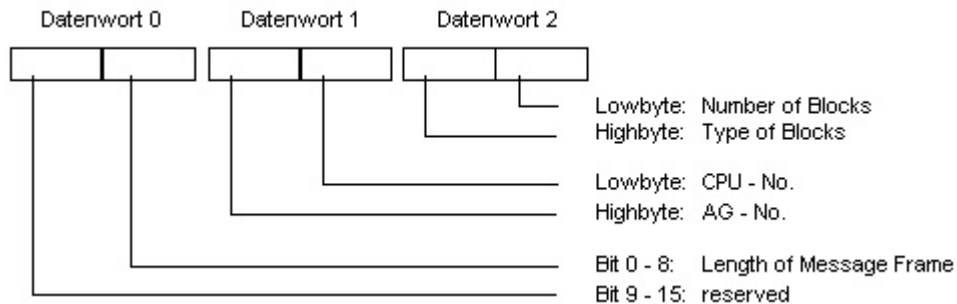 Datenwort 0 Datenwort 1 Datenwort 2
Lowbyte: Number of Blocks
Highbyte: Type of Blocks
Lowbyte: CPU - No.
Highbyte: AG - No.
Bit 0 - 8: Length of Message Frame
Bit 9 - 15: reserved